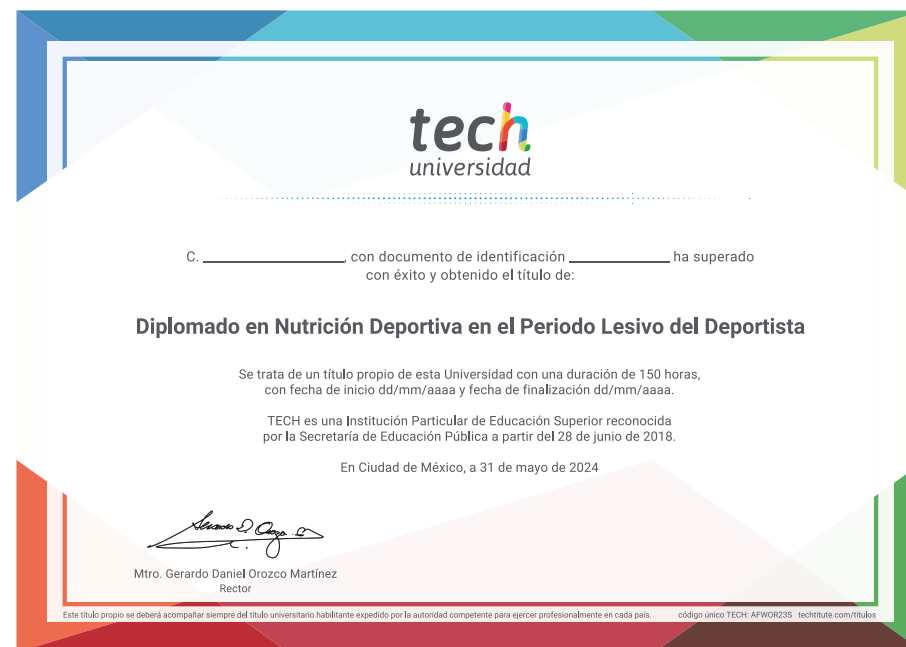 tech
universidad
C. ____________________, con documento de identificación ______________ ha superado
con éxito y obtenido el título de:
Diplomado en Nutrición Deportiva en el Periodo Lesivo del Deportista
Se trata de un título propio de esta Universidad con una duración de 150 horas,
con fecha de inicio dd/mm/aaaa y fecha de finalización dd/mm/aaaa.
TECH es una Institución Particular de Educación Superior reconocida
por la Secretaría de Educación Pública a partir del 28 de junio de 2018.
En Ciudad de México, a 31 de mayo de 2024
Mtro. Gerardo Daniel Orozco Martínez
Rector
Este título propio se deberá acompañar siempre del título universitario habilitante expedido por la autoridad competente para ejercer profesionalmente en cada país. código único TECH: AFWOR23S techtitute.com/titulos